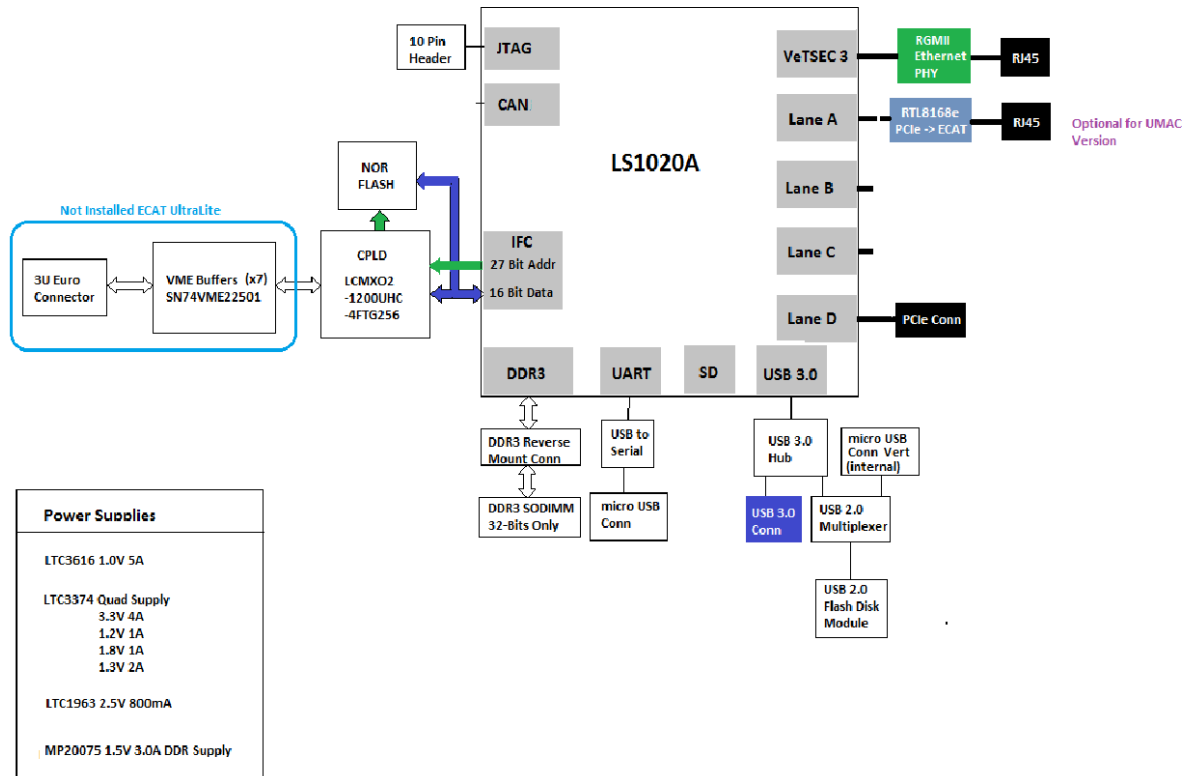 10 Pin
Header
JTAG
CAN
LS1020A
VeTSEC 3
RGMII
Ethernet
PHY
RJ45
Lane A
RTL8168e
PCIe -> ECAT
RJ45
Optional for UMAC
Version
Lane B
Lane C
Lane D
PCIe Conn
NOR
FLASH
Not Installed ECAT UltraLite
3U Euro
Connector
VME Buffers (x7)
SN74VME22501
CPLD
LCMXO2
-1200UHC
-4FTG256
IFC
27 Bit Addr
16 Bit Data
DDR3
UART
SD
USB 3.0
DDR3 Reverse
Mount Conn
DDR3 SODIMM
32-Bits Only
USB to
Serial
micro USB
Conn
USB 3.0
Hub
micro USB
Conn Vert
(internal)
USB 3.0
Conn
USB 2.0
Multiplexer
USB 2.0
Flash Disk
Module
Power Supplies
LTC3616 1.0V 5A
LTC3374 Quad Supply
3.3V 4A
1.2V 1A
1.8V 1A
1.3V 2A
LTC1963 2.5V 800mA
MP20075 1.5V 3.0A DDR Supply